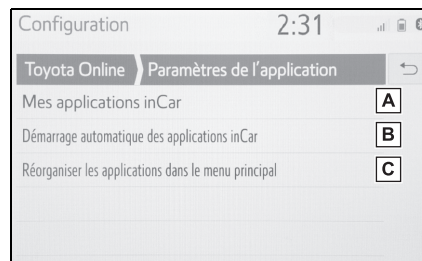 Configuration 2:31
Toyota Online Paramètres de l'application
Mes applications inCar A
Démarrage automatique des applications inCar B
Réorganiser les applications dans le menu principal C